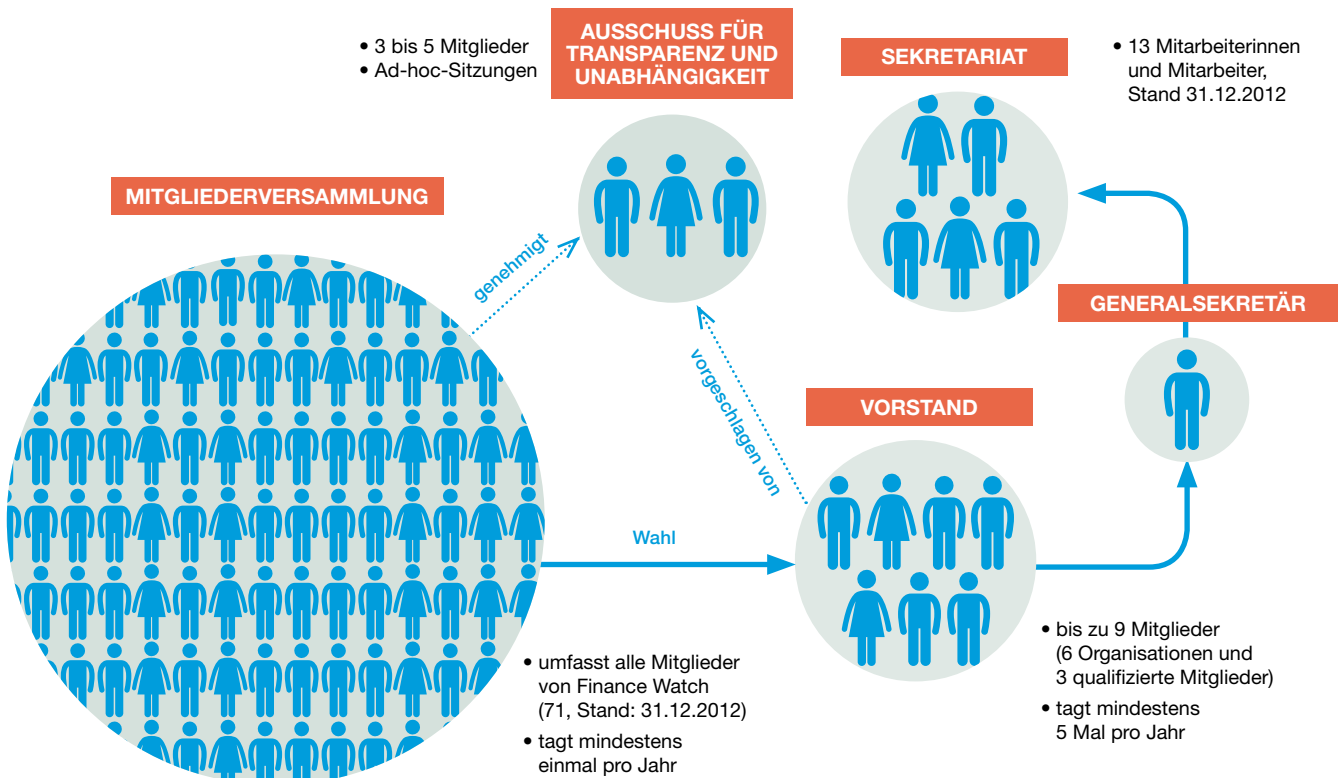 • 3 bis 5 Mitglieder
• Ad-hoc-Sitzungen
AUSSCHUSS FÜR
TRANSPARENZ UND
UNABHÄNGIGKEIT
SEKRETARIAT
• 13 Mitarbeiterinnen
und Mitarbeiter,
Stand 31.12.2012
MITGLIEDERVERSAMMLUNG
genehmigt
GENERALSEKRETÄR
vorgeschlagen von
VORSTAND
Wahl
• umfasst alle Mitglieder
von Finance Watch
(71, Stand: 31.12.2012)
• tagt mindestens
einmal pro Jahr
• bis zu 9 Mitglieder
(6 Organisationen und
3 qualifizierte Mitglieder)
• tagt mindestens
5 Mal pro Jahr